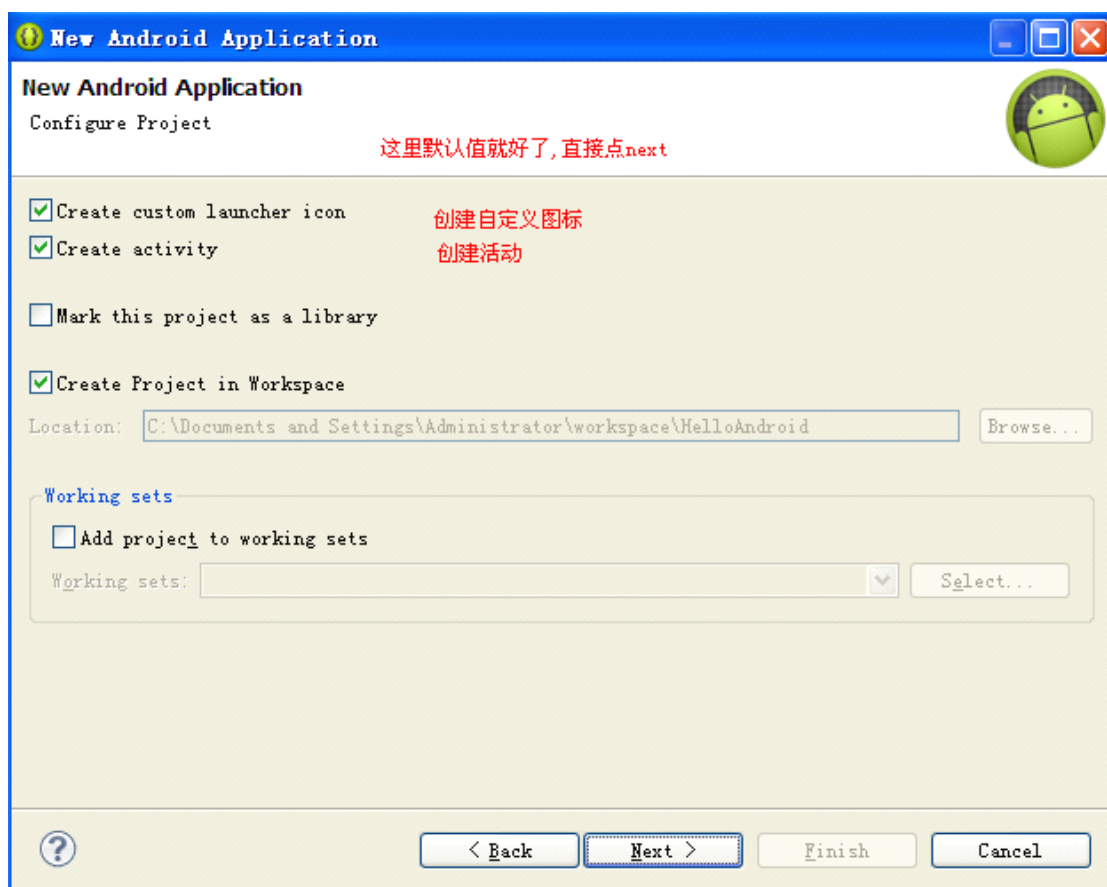 New Android Application
New Android Application
Configure Project
这里默认值就好了,直接点next
Create custom launcher icon
创建自定义图标
Create activity
创建活动
Mark this project as a library
Create Project in Workspace
Location: C:\Documents and Settings\Administrator\workspace\HelloAndroid Browse...
Working sets
Add project to working sets
Working sets: Select...
? < Back Next > Finish Cancel